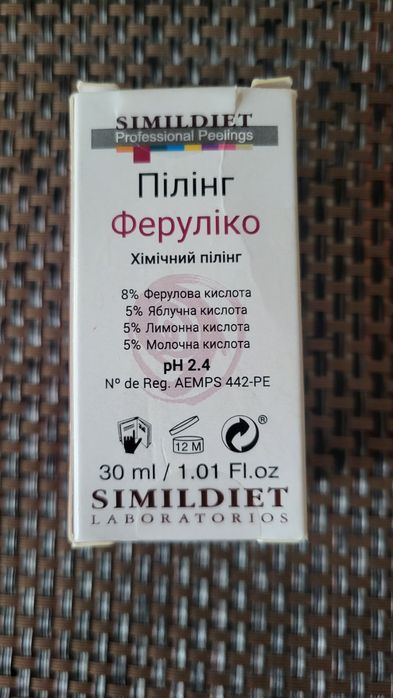 SIMILDIET
Professional Peelings
Пілінг
Феруліко
Хімічний пілінг
8% Ферулова кислота
5% Яблучна кислота
5% Лимонна кислота
5% Молочна кислота
pH 2.4
Nº de Reg. AEMPS 442-PE
12 M
®
30 ml / 1.01 Fl.oz
SIMILDIET
LABORATORIOS